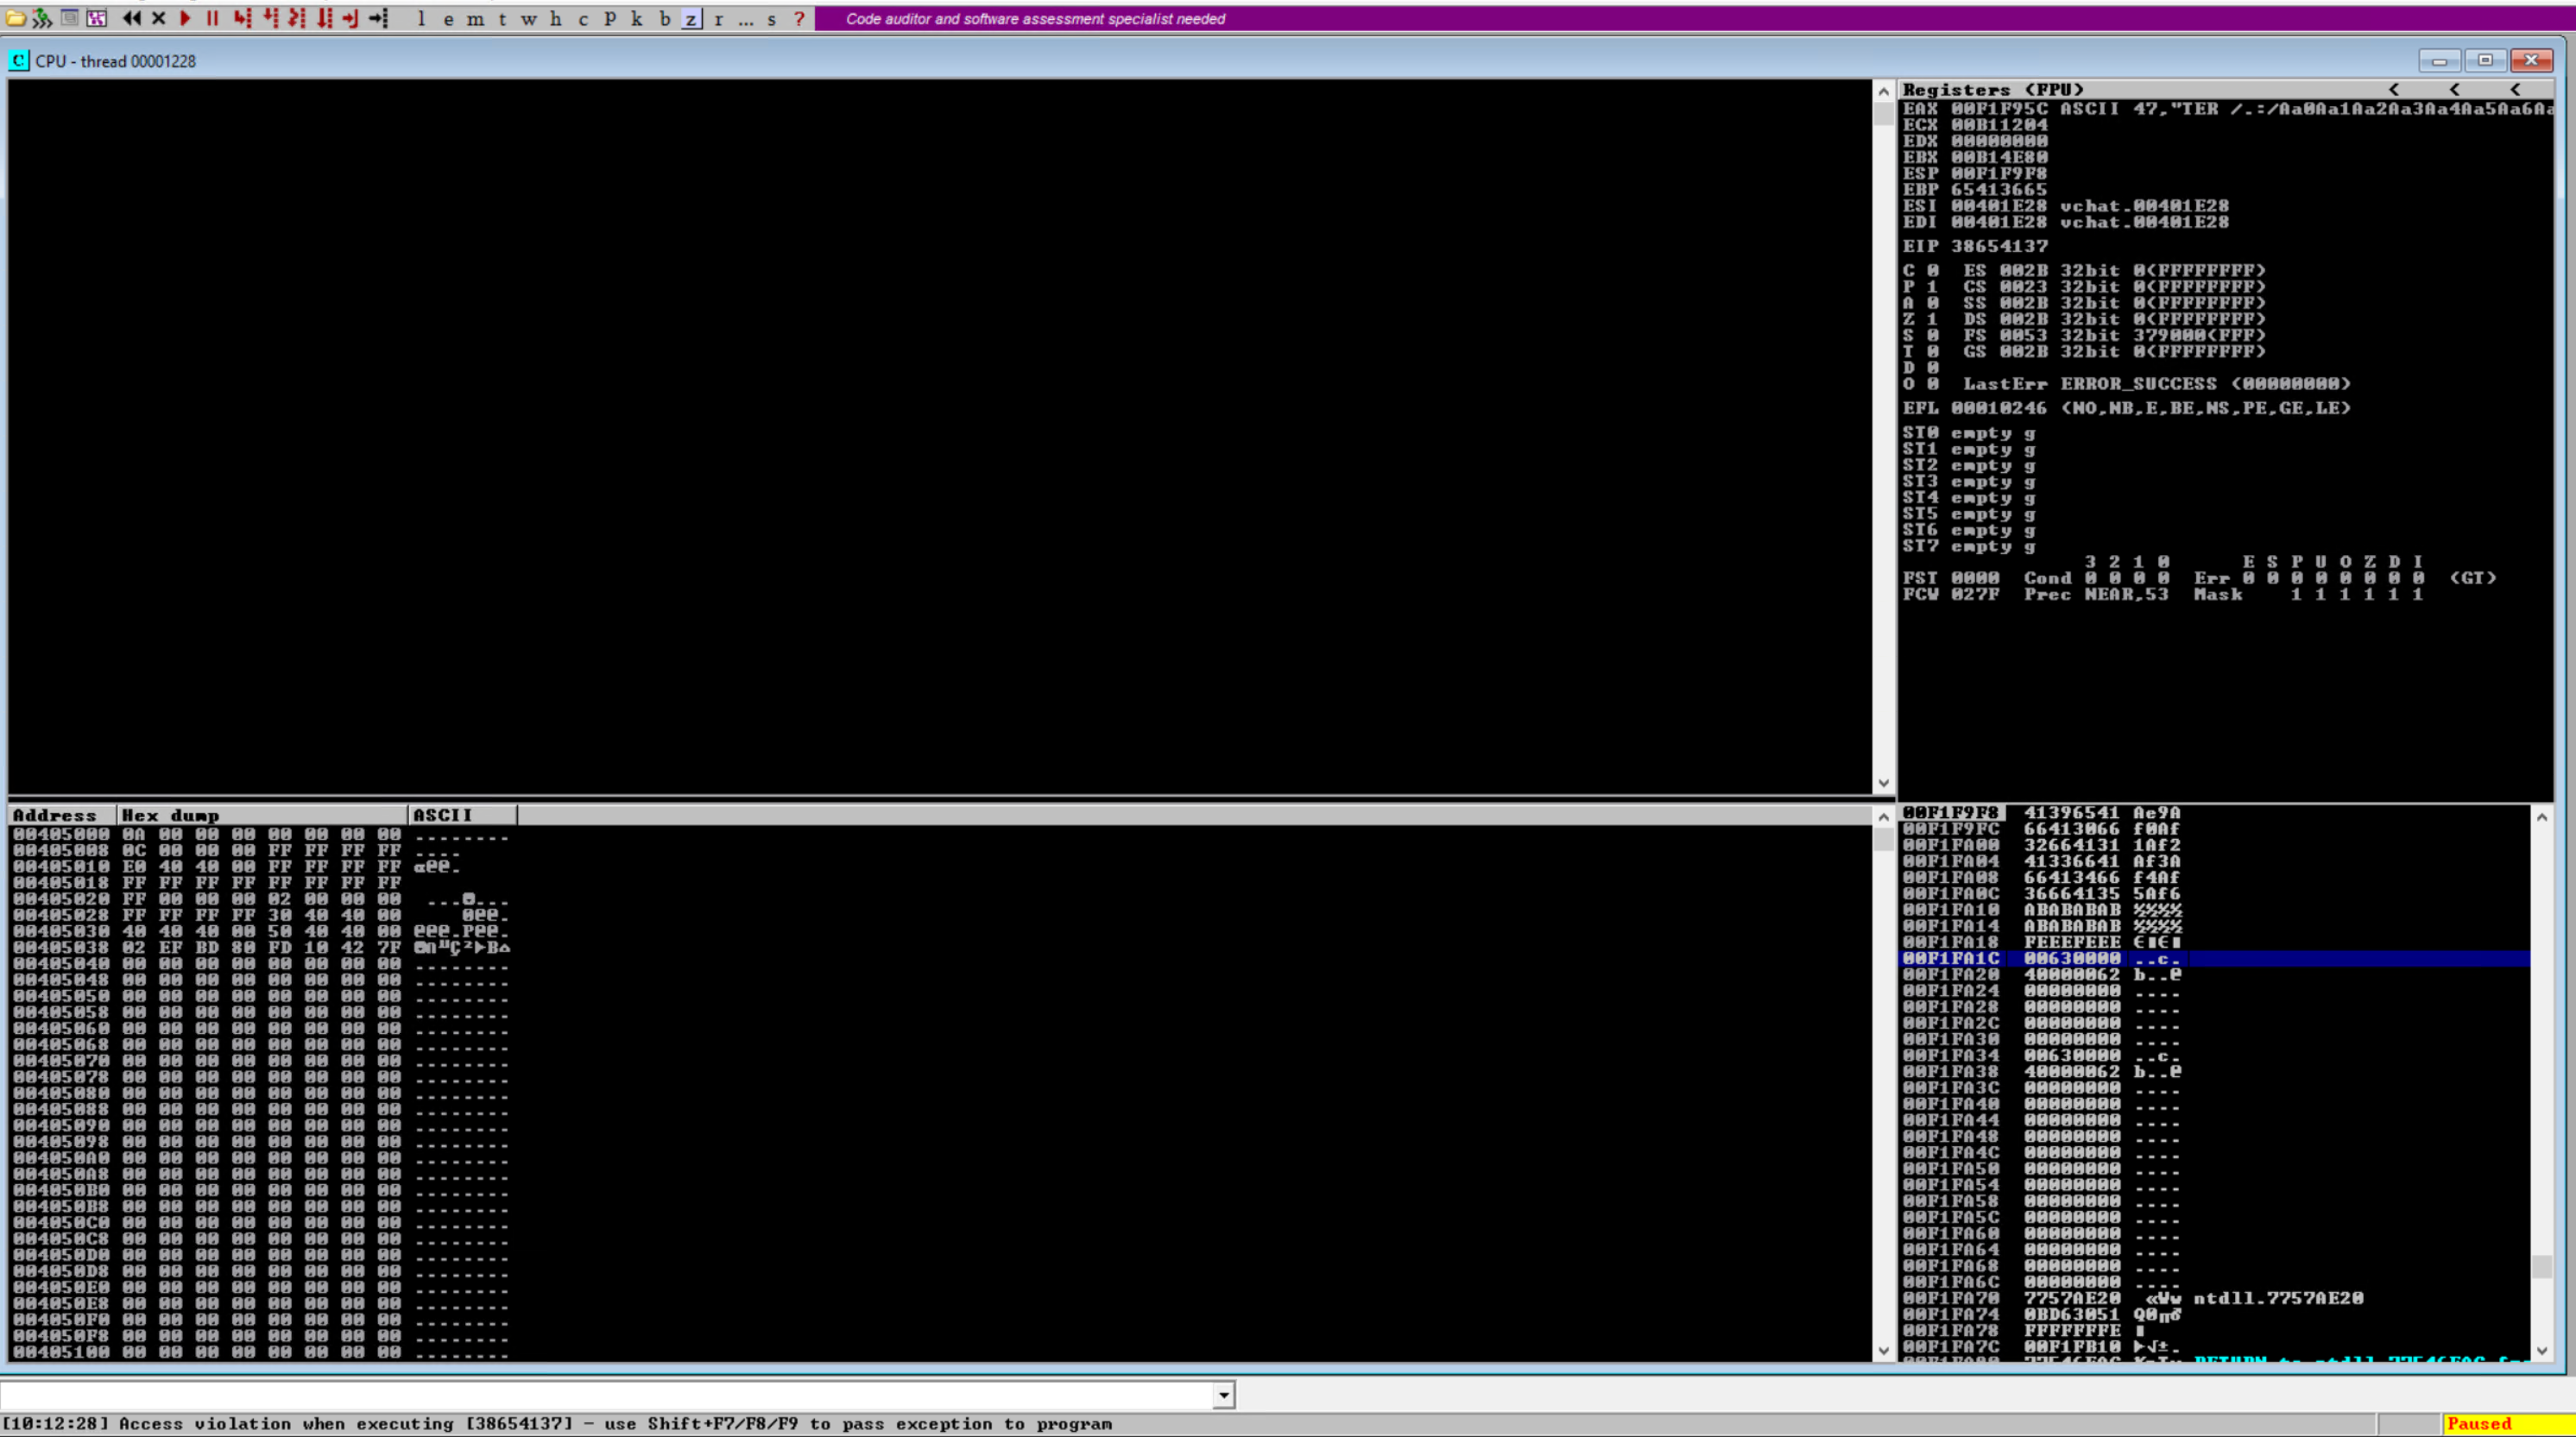 l e m t w h c P k b z r ... s ? Code auditor and software assessment specialist needed
C CPU - thread 00001228
Registers (FPU) < < <
EAX 00F1F95C ASCII 47,"TER /.:/Aa0Aa1Aa2Aa3Aa4Aa5Aa6Aa
ECX 00B11204
EDX 00000000
EBX 00B14E80
ESP 00F1F9F8
EBP 65413665
ESI 00401E28 vchat.00401E28
EDI 00401E28 vchat.00401E28
EIP 38654137
C 0 ES 002B 32bit 0(FFFFFFFF)
P 1 CS 0023 32bit 0(FFFFFFFF)
A 0 SS 002B 32bit 0(FFFFFFFF)
Z 1 DS 002B 32bit 0(FFFFFFFF)
S 0 FS 0053 32bit 379000(FFF)
T 0 GS 002B 32bit 0(FFFFFFFF)
D 0
O 0 LastErr ERROR_SUCCESS (00000000)
EFL 00010246 (NO,NB,E,BE,NS,PE,GE,LE)
ST0 empty g
ST1 empty g
ST2 empty g
ST3 empty g
ST4 empty g
ST5 empty g
ST6 empty g
ST7 empty g
3 2 1 0 E S P U O Z D I
FST 0000 Cond 0 0 0 0 Err 0 0 0 0 0 0 0 0 (GT)
FCW 027F Prec NEAR,53 Mask 1 1 1 1 1 1
Address Hex dump ASCII
00405000 0A 00 00 00 00 00 00 00 ........
00405008 0C 00 00 00 FF FF FF FF ....
00405010 E0 40 40 00 FF FF FF FF α@@.
00405018 FF FF FF FF FF FF FF FF
00405020 FF 00 00 00 02 00 00 00 ...☻...
00405028 FF FF FF FF 30 40 40 00 0@@.
00405030 40 40 40 00 50 40 40 00 @@@.P@@.
00405038 02 EF BD 80 FD 10 42 7F ☻∩╜Ç²►B⌂
00405040 00 00 00 00 00 00 00 00 ........
00405048 00 00 00 00 00 00 00 00 ........
00405050 00 00 00 00 00 00 00 00 ........
00405058 00 00 00 00 00 00 00 00 ........
00405060 00 00 00 00 00 00 00 00 ........
00405068 00 00 00 00 00 00 00 00 ........
00405070 00 00 00 00 00 00 00 00 ........
00405078 00 00 00 00 00 00 00 00 ........
00405080 00 00 00 00 00 00 00 00 ........
00405088 00 00 00 00 00 00 00 00 ........
00405090 00 00 00 00 00 00 00 00 ........
00405098 00 00 00 00 00 00 00 00 ........
004050A0 00 00 00 00 00 00 00 00 ........
004050A8 00 00 00 00 00 00 00 00 ........
004050B0 00 00 00 00 00 00 00 00 ........
004050B8 00 00 00 00 00 00 00 00 ........
004050C0 00 00 00 00 00 00 00 00 ........
004050C8 00 00 00 00 00 00 00 00 ........
004050D0 00 00 00 00 00 00 00 00 ........
004050D8 00 00 00 00 00 00 00 00 ........
004050E0 00 00 00 00 00 00 00 00 ........
004050E8 00 00 00 00 00 00 00 00 ........
004050F0 00 00 00 00 00 00 00 00 ........
004050F8 00 00 00 00 00 00 00 00 ........
00405100 00 00 00 00 00 00 00 00 ........
00F1F9F8 41396541 Ae9A
00F1F9FC 66413066 f0Af
00F1FA00 32664131 1Af2
00F1FA04 41336641 Af3A
00F1FA08 66413466 f4Af
00F1FA0C 36664135 5Af6
00F1FA10 ABABABAB ½½½½
00F1FA14 ABABABAB ½½½½
00F1FA18 FEEEFEEE ε■ε■
00F1FA1C 00630000 ..c.
00F1FA20 40000062 b..@
00F1FA24 00000000 ....
00F1FA28 00000000 ....
00F1FA2C 00000000 ....
00F1FA30 00000000 ....
00F1FA34 00630000 ..c.
00F1FA38 40000062 b..@
00F1FA3C 00000000 ....
00F1FA40 00000000 ....
00F1FA44 00000000 ....
00F1FA48 00000000 ....
00F1FA4C 00000000 ....
00F1FA50 00000000 ....
00F1FA54 00000000 ....
00F1FA58 00000000 ....
00F1FA5C 00000000 ....
00F1FA60 00000000 ....
00F1FA64 00000000 ....
00F1FA68 00000000 ....
00F1FA6C 00000000 ....
00F1FA70 7757AE20 «Ww ntdll.7757AE20
00F1FA74 0BD63051 Q0╓♂
00F1FA78 FFFFFFFE ■
00F1FA7C 00F1FB10 ►√±.
[10:12:28] Access violation when executing [38654137] - use Shift+F7/F8/F9 to pass exception to program
Paused